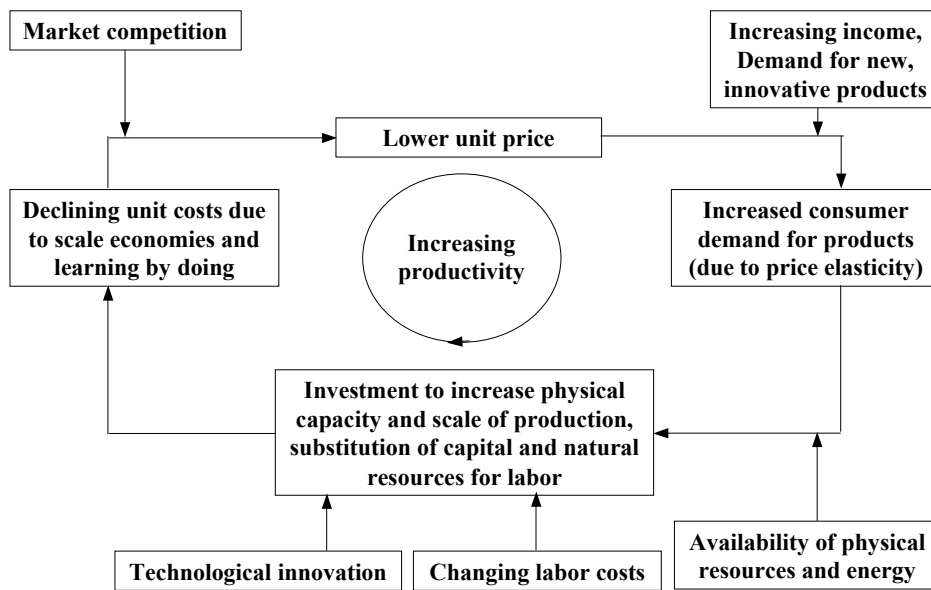 Market competition
Increasing income,
Demand for new,
innovative products
Lower unit price
Declining unit costs due
to scale economies and
learning by doing
Increasing
productivity
Increased consumer
demand for products
(due to price elasticity)
Investment to increase physical
capacity and scale of production,
substitution of capital and natural
resources for labor
Technological innovation
Changing labor costs
Availability of physical
resources and energy